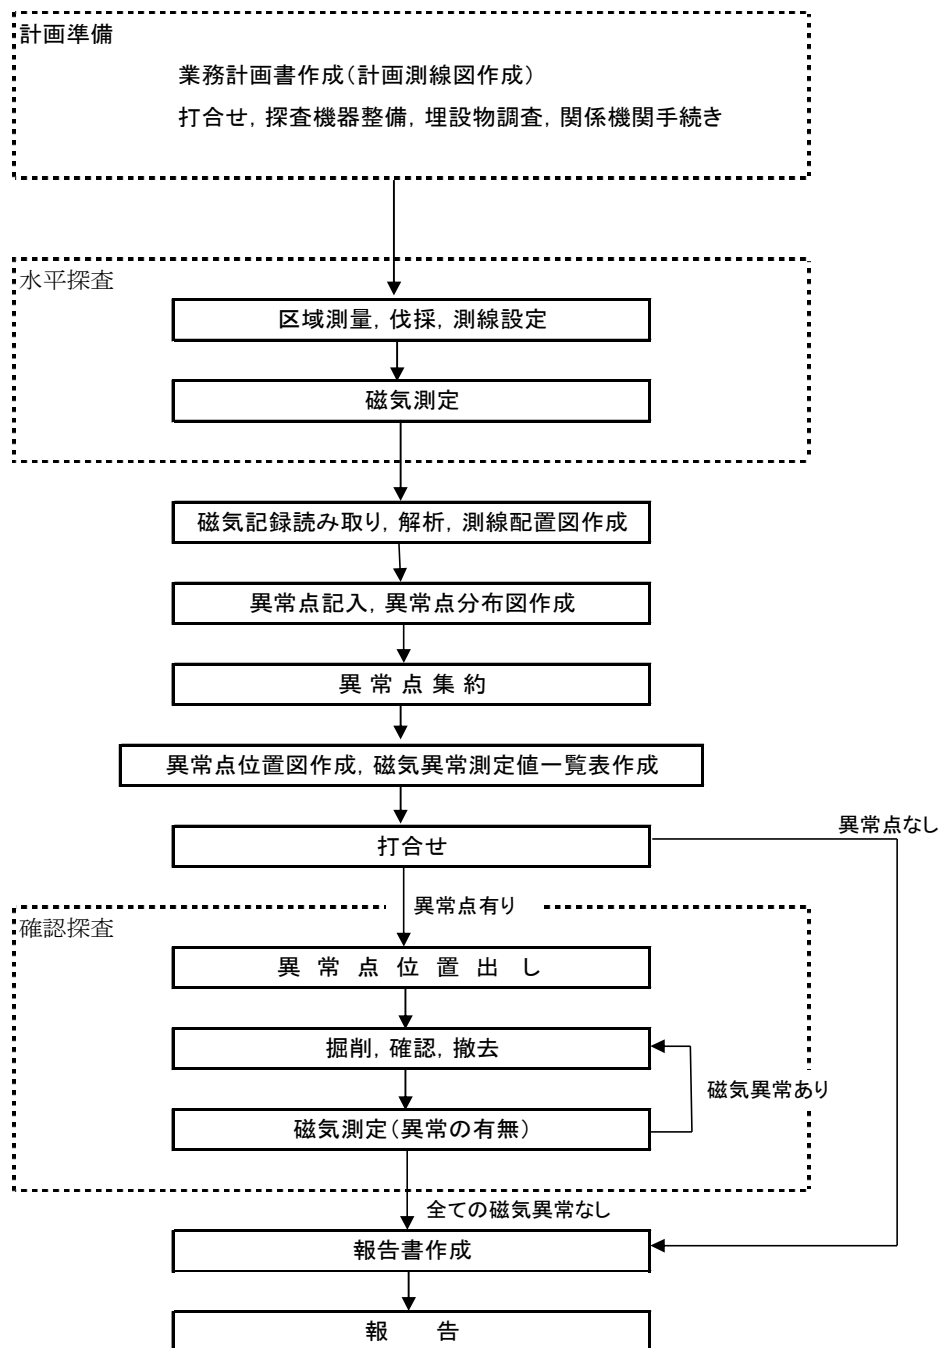 計画準備
業務計画書作成（計画測線図作成）
打合せ，探査機器整備，埋設物調査，関係機関手続き
水平探査
区域測量，伐採，測線設定
磁気測定
磁気記録読み取り，解析，測線配置図作成
異常点記入，異常点分布図作成
異常点集約
異常点位置図作成，磁気異常測定値一覧表作成
打合せ
異常点なし
異常点有り
確認探査
異常点位置出し
掘削，確認，撤去
磁気異常あり
磁気測定（異常の有無）
全ての磁気異常なし
報告書作成
報　　告